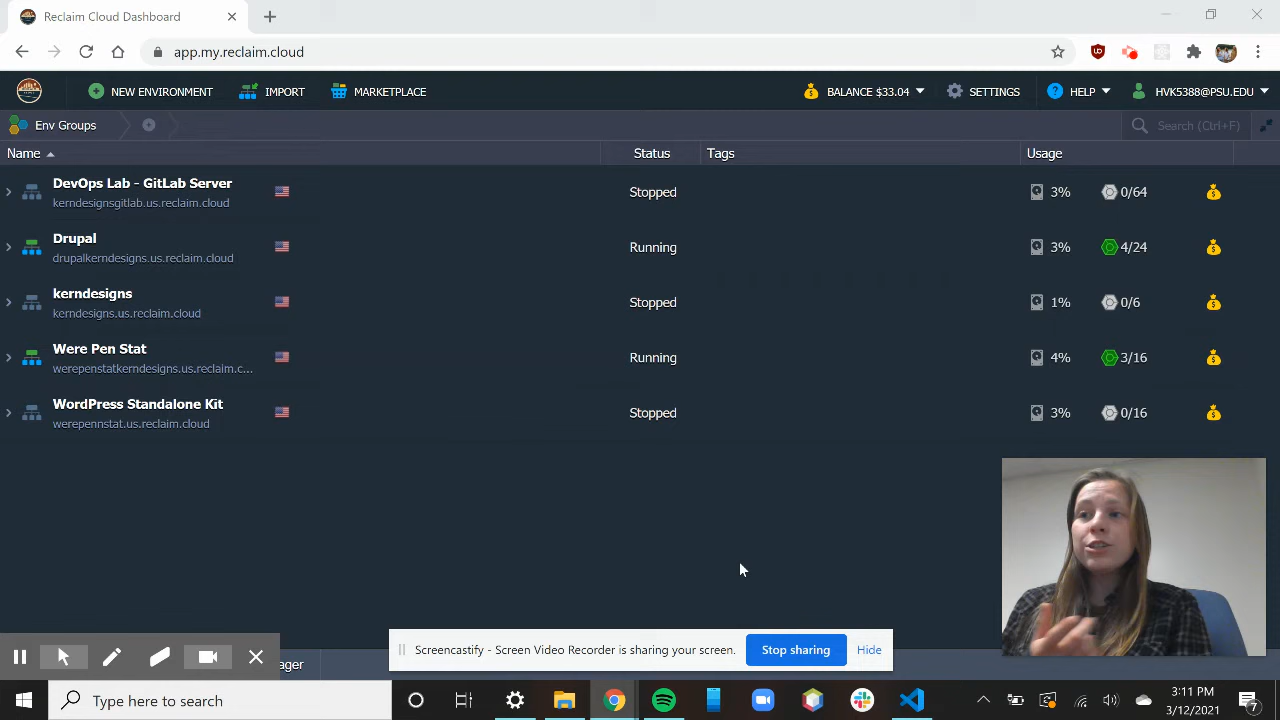 Reclaim Cloud Dashboard
app.my.reclaim.cloud
NEW ENVIRONMENT IMPORT MARKETPLACE BALANCE $33.04 SETTINGS HELP HVK5388@PSU.EDU
Env Groups Search (Ctrl+F)
Name Status Tags Usage
DevOps Lab - GitLab Server
kerndesignsgitlab.us.reclaim.cloud
Stopped 3% 0/64
Drupal
drupalkerndesigns.us.reclaim.cloud
Running 3% 4/24
kerndesigns
kerndesigns.us.reclaim.cloud
Stopped 1% 0/6
Were Pen Stat
werepenstatkerndesigns.us.reclaim.c...
Running 4% 3/16
WordPress Standalone Kit
werepennstat.us.reclaim.cloud
Stopped 3% 0/16
Screencastify - Screen Video Recorder is sharing your screen. Stop sharing Hide
ager
Type here to search
3:11 PM
3/12/2021
7